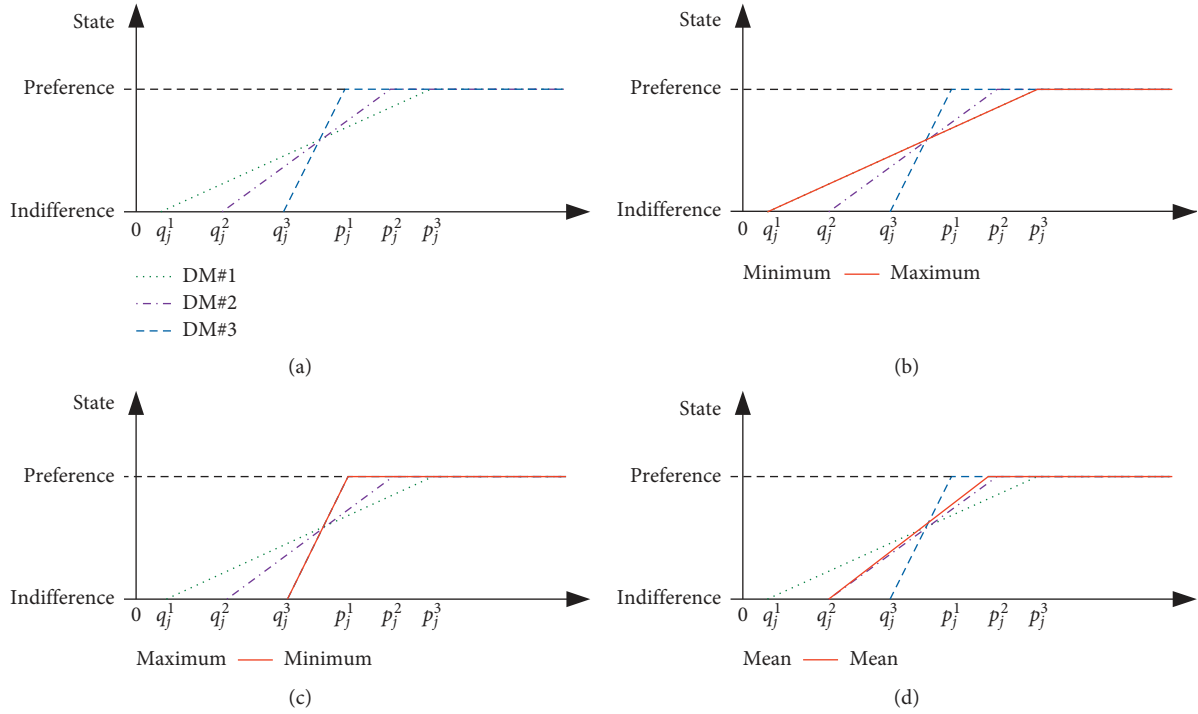 State
Preference
Indifference
0 q_j^1 q_j^2 q_j^3 p_j^1 p_j^2 p_j^3
DM#1
DM#2
DM#3
(a)
State
Preference
Indifference
0 q_j^1 q_j^2 q_j^3 p_j^1 p_j^2 p_j^3
Minimum Maximum
(b)
State
Preference
Indifference
0 q_j^1 q_j^2 q_j^3 p_j^1 p_j^2 p_j^3
Maximum Minimum
(c)
State
Preference
Indifference
0 q_j^1 q_j^2 q_j^3 p_j^1 p_j^2 p_j^3
Mean Mean
(d)